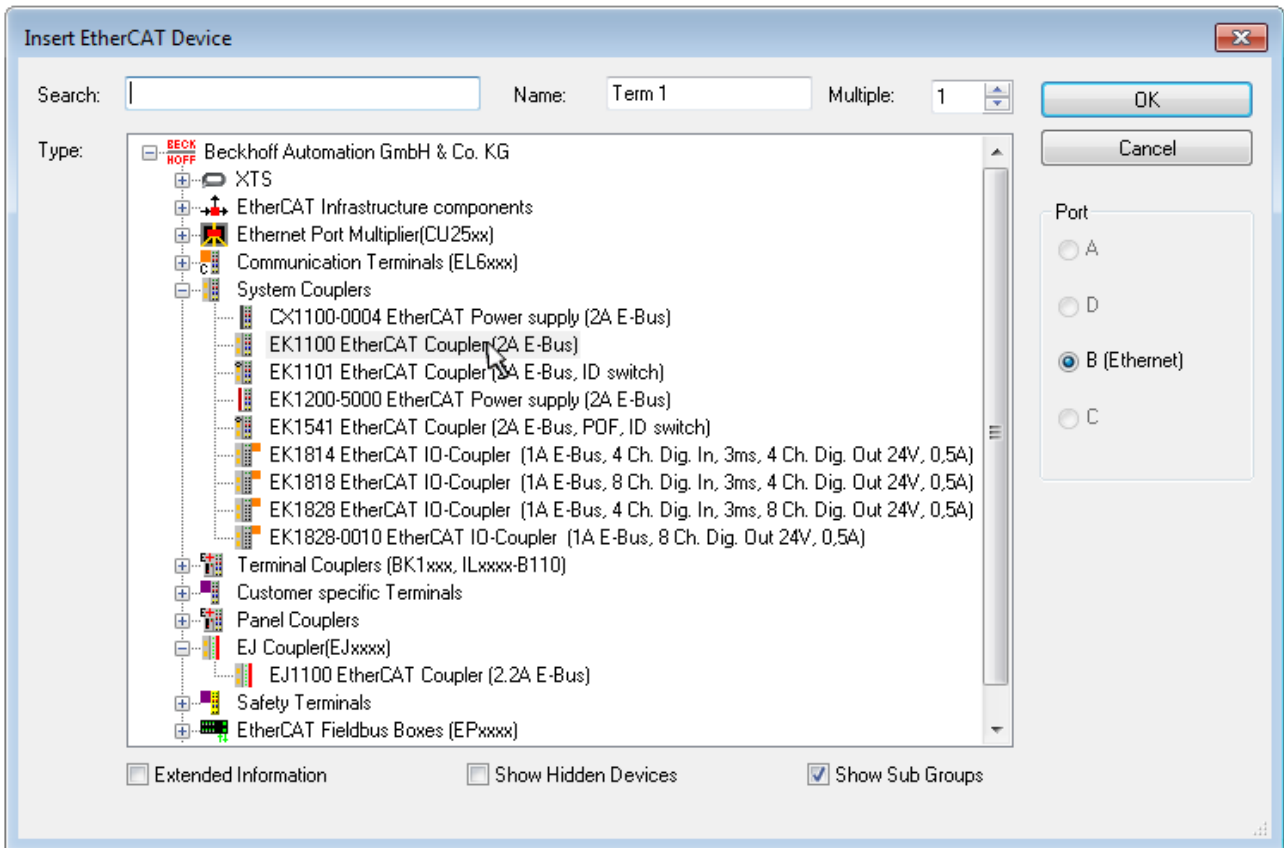 Insert EtherCAT Device
Search: Name: Term 1 Multiple: 1 OK
Type: BECKHOFF Beckhoff Automation GmbH & Co. KG Cancel
XTS
EtherCAT Infrastructure components Port
Ethernet Port Multiplier(CU25xx) A
C Communication Terminals (EL6xxx)
System Couplers
CX1100-0004 EtherCAT Power supply (2A E-Bus) D
EK1100 EtherCAT Coupler (2A E-Bus) B (Ethernet)
EK1101 EtherCAT Coupler (2A E-Bus, ID switch)
EK1200-5000 EtherCAT Power supply (2A E-Bus)
EK1541 EtherCAT Coupler (2A E-Bus, POF, ID switch) C
EK1814 EtherCAT IO-Coupler (1A E-Bus, 4 Ch. Dig. In, 3ms, 4 Ch. Dig. Out 24V, 0,5A)
EK1818 EtherCAT IO-Coupler (1A E-Bus, 8 Ch. Dig. In, 3ms, 4 Ch. Dig. Out 24V, 0,5A)
EK1828 EtherCAT IO-Coupler (1A E-Bus, 4 Ch. Dig. In, 3ms, 8 Ch. Dig. Out 24V, 0,5A)
EK1828-0010 EtherCAT IO-Coupler (1A E-Bus, 8 Ch. Dig. Out 24V, 0,5A)
Terminal Couplers (BK1xxx, ILxxxx-B110)
Customer specific Terminals
Panel Couplers
EJ Coupler(EJxxxx)
EJ1100 EtherCAT Coupler (2.2A E-Bus)
Safety Terminals
EtherCAT Fieldbus Boxes (EPxxxx)
Extended Information Show Hidden Devices Show Sub Groups